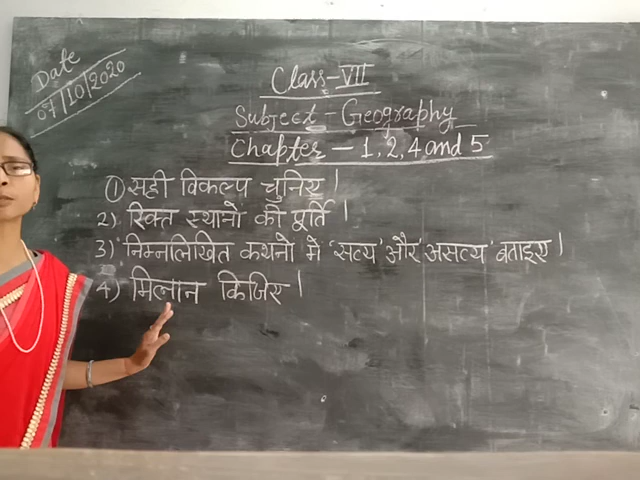 Date
07/10/2020
Class-VII
Subject - Geography
Chapter - 1, 2, 4 and 5
① सही विकल्प चुनिए।
2) रिक्त स्थानो की पूर्ति।
3) निम्नलिखित कथनो में 'सत्य' और 'असत्य' बताइए।
4) मिलान किजिए।